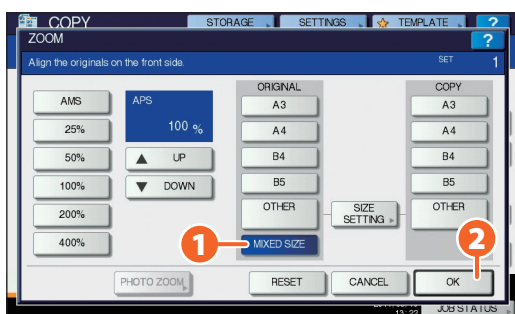 COPY STORAGE SETTINGS TEMPLATE ?
ZOOM ?
Align the originals on the front side. SET 1
ORIGINAL COPY
AMS APS A3 A3
25% 100 % A4 A4
50% UP B4 B4
100% DOWN B5 B5
200% OTHER SIZE SETTING OTHER
400% 1 MIXED SIZE 2
PHOTO ZOOM RESET CANCEL OK
JOB STATUS